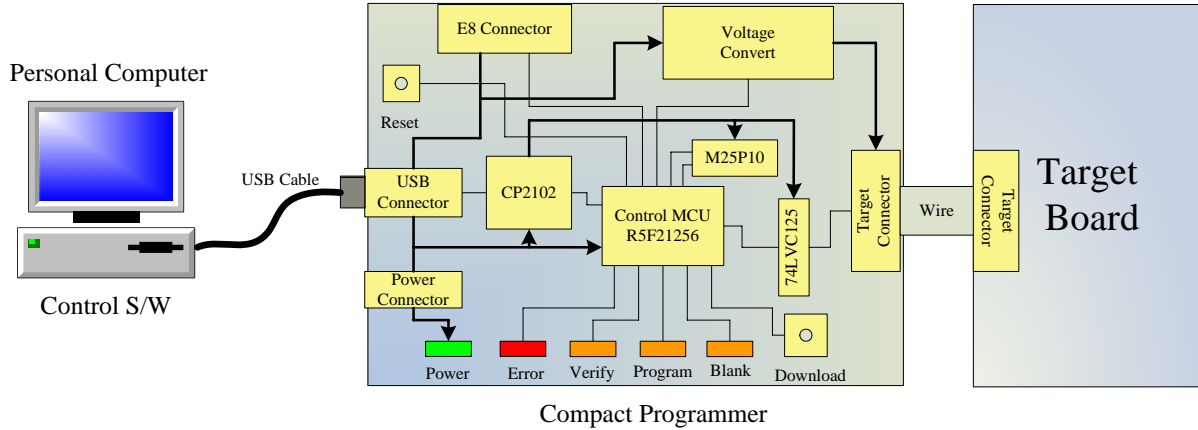 Personal Computer
USB Cable
Control S/W
E8 Connector
Voltage
Convert
Reset
M25P10
USB
Connector
CP2102
Control MCU
R5F21256
74LVC125
Target
Connector
Wire
Target
Connector
Target
Board
Power
Connector
Power
Error
Verify
Program
Blank
Download
Compact Programmer